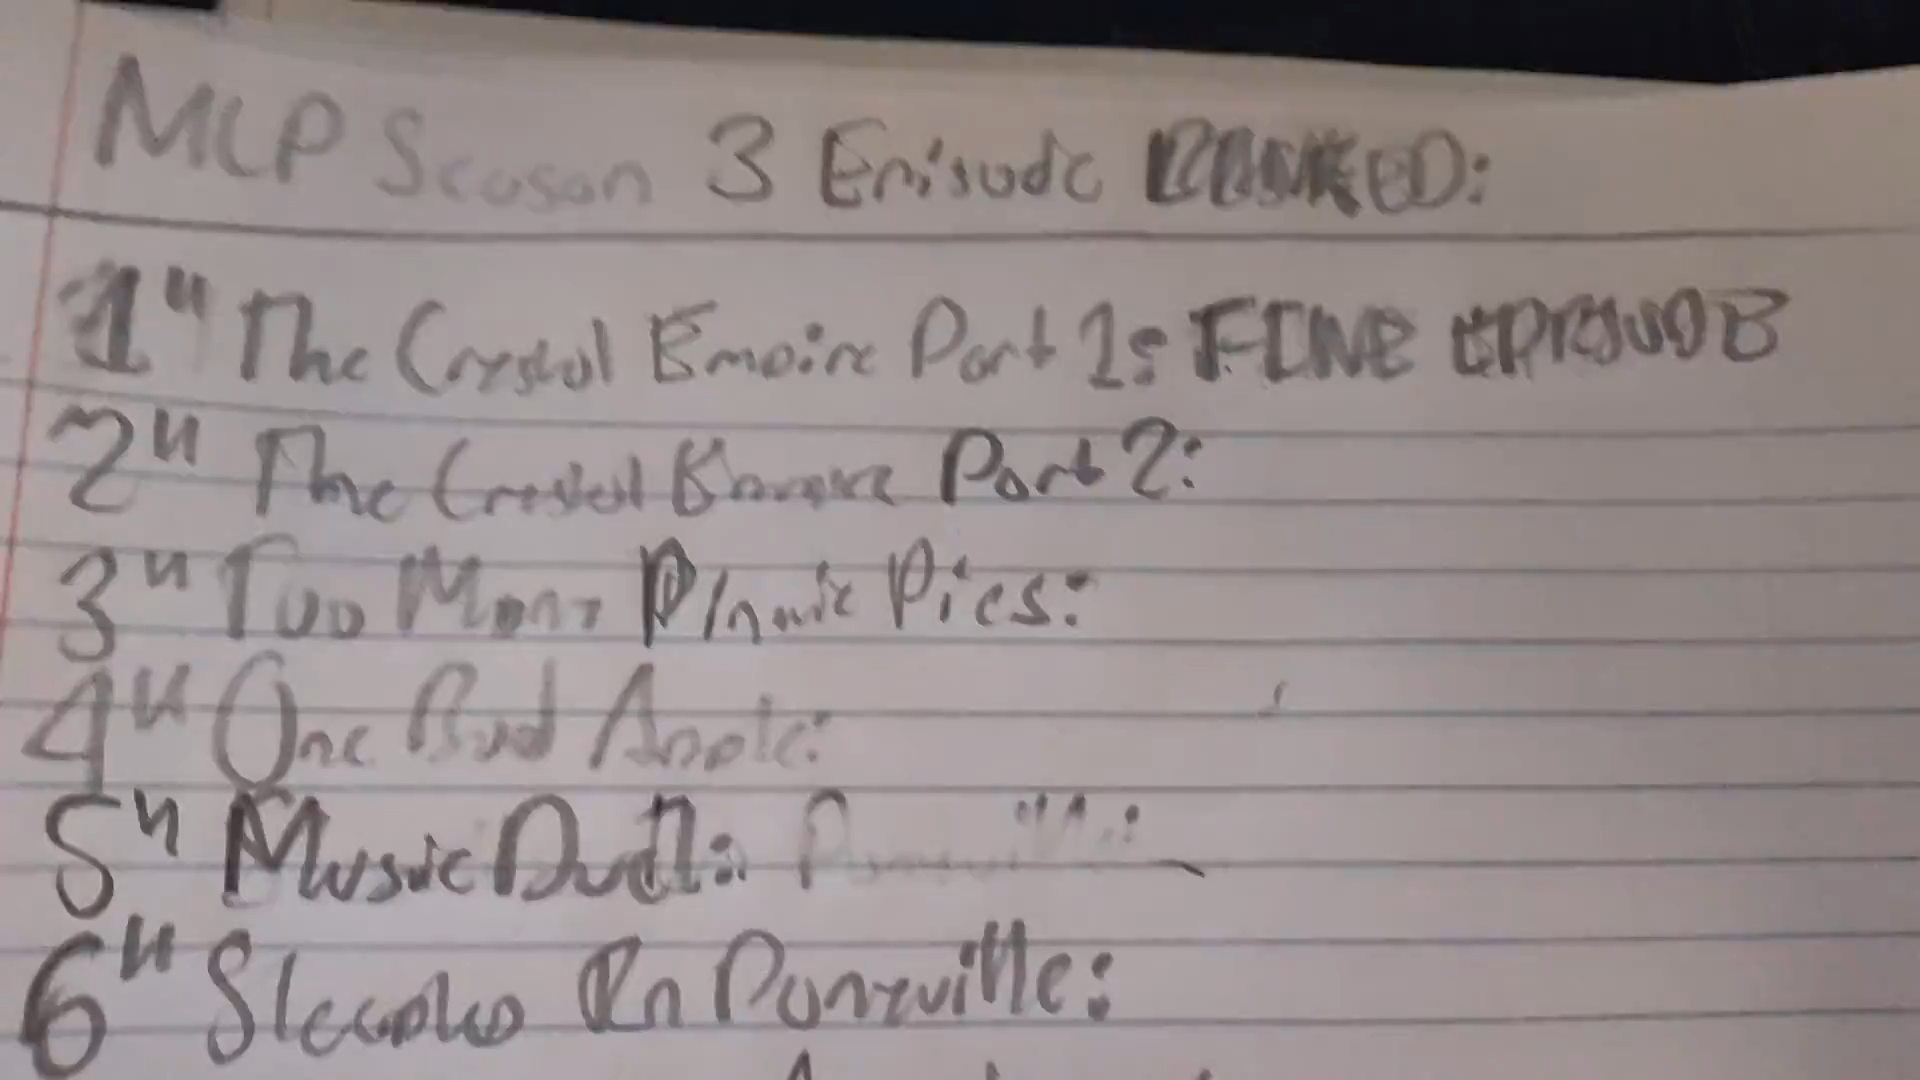 MLP Season 3 Episode RANKED:
1" The Crystal Empire Part 1: FINE EPISODE
2" The Crystal Empire Part 2:
3" Too Many Pinkie Pies:
4" One Bad Apple:
5" Music Duel:
6" Sleepless In Ponyville: